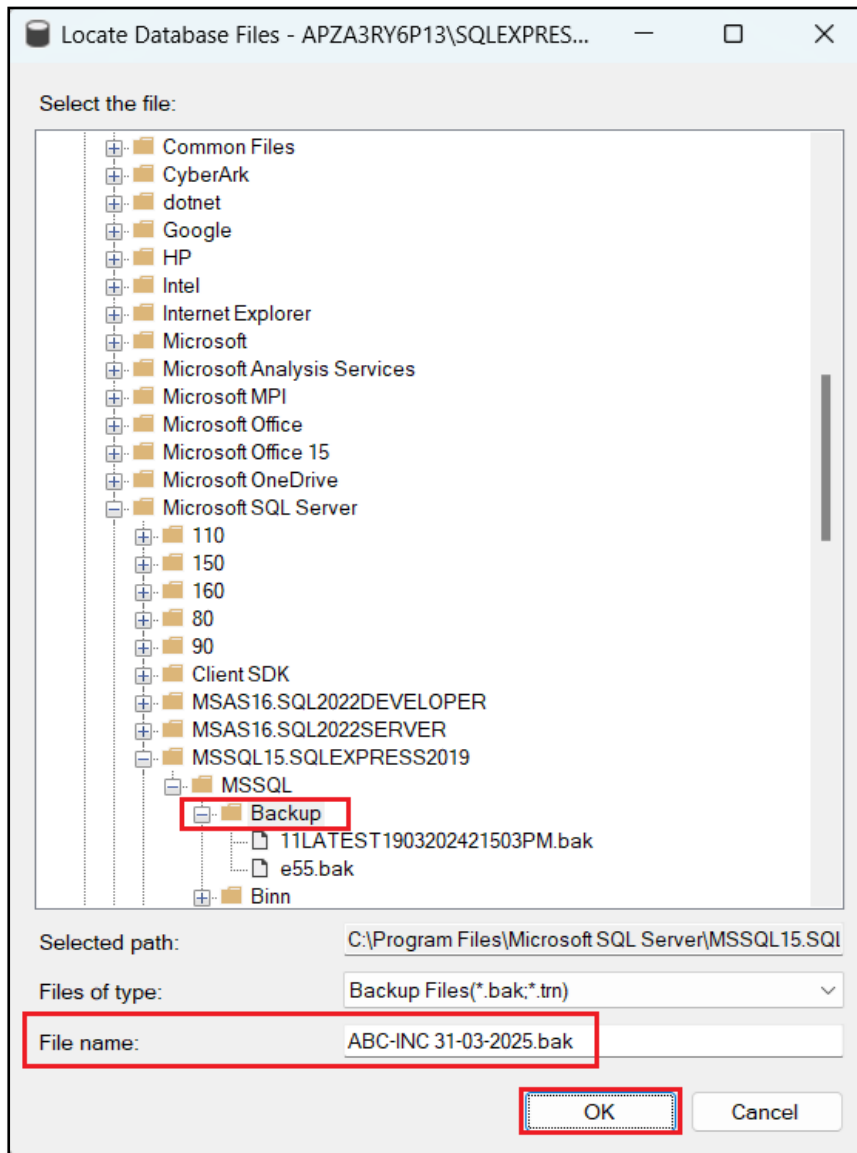 Locate Database Files - APZA3RY6P13\SQLEXPRES...
Select the file:
Common Files
CyberArk
dotnet
Google
HP
Intel
Internet Explorer
Microsoft
Microsoft Analysis Services
Microsoft MPI
Microsoft Office
Microsoft Office 15
Microsoft OneDrive
Microsoft SQL Server
110
150
160
80
90
Client SDK
MSAS16.SQL2022DEVELOPER
MSAS16.SQL2022SERVER
MSSQL15.SQLEXPRESS2019
MSSQL
Backup
11LATEST1903202421503PM.bak
e55.bak
Binn
Selected path: C:\Program Files\Microsoft SQL Server\MSSQL15.SQL
Files of type: Backup Files(*.bak;*.trn)
File name: ABC-INC 31-03-2025.bak
OK Cancel